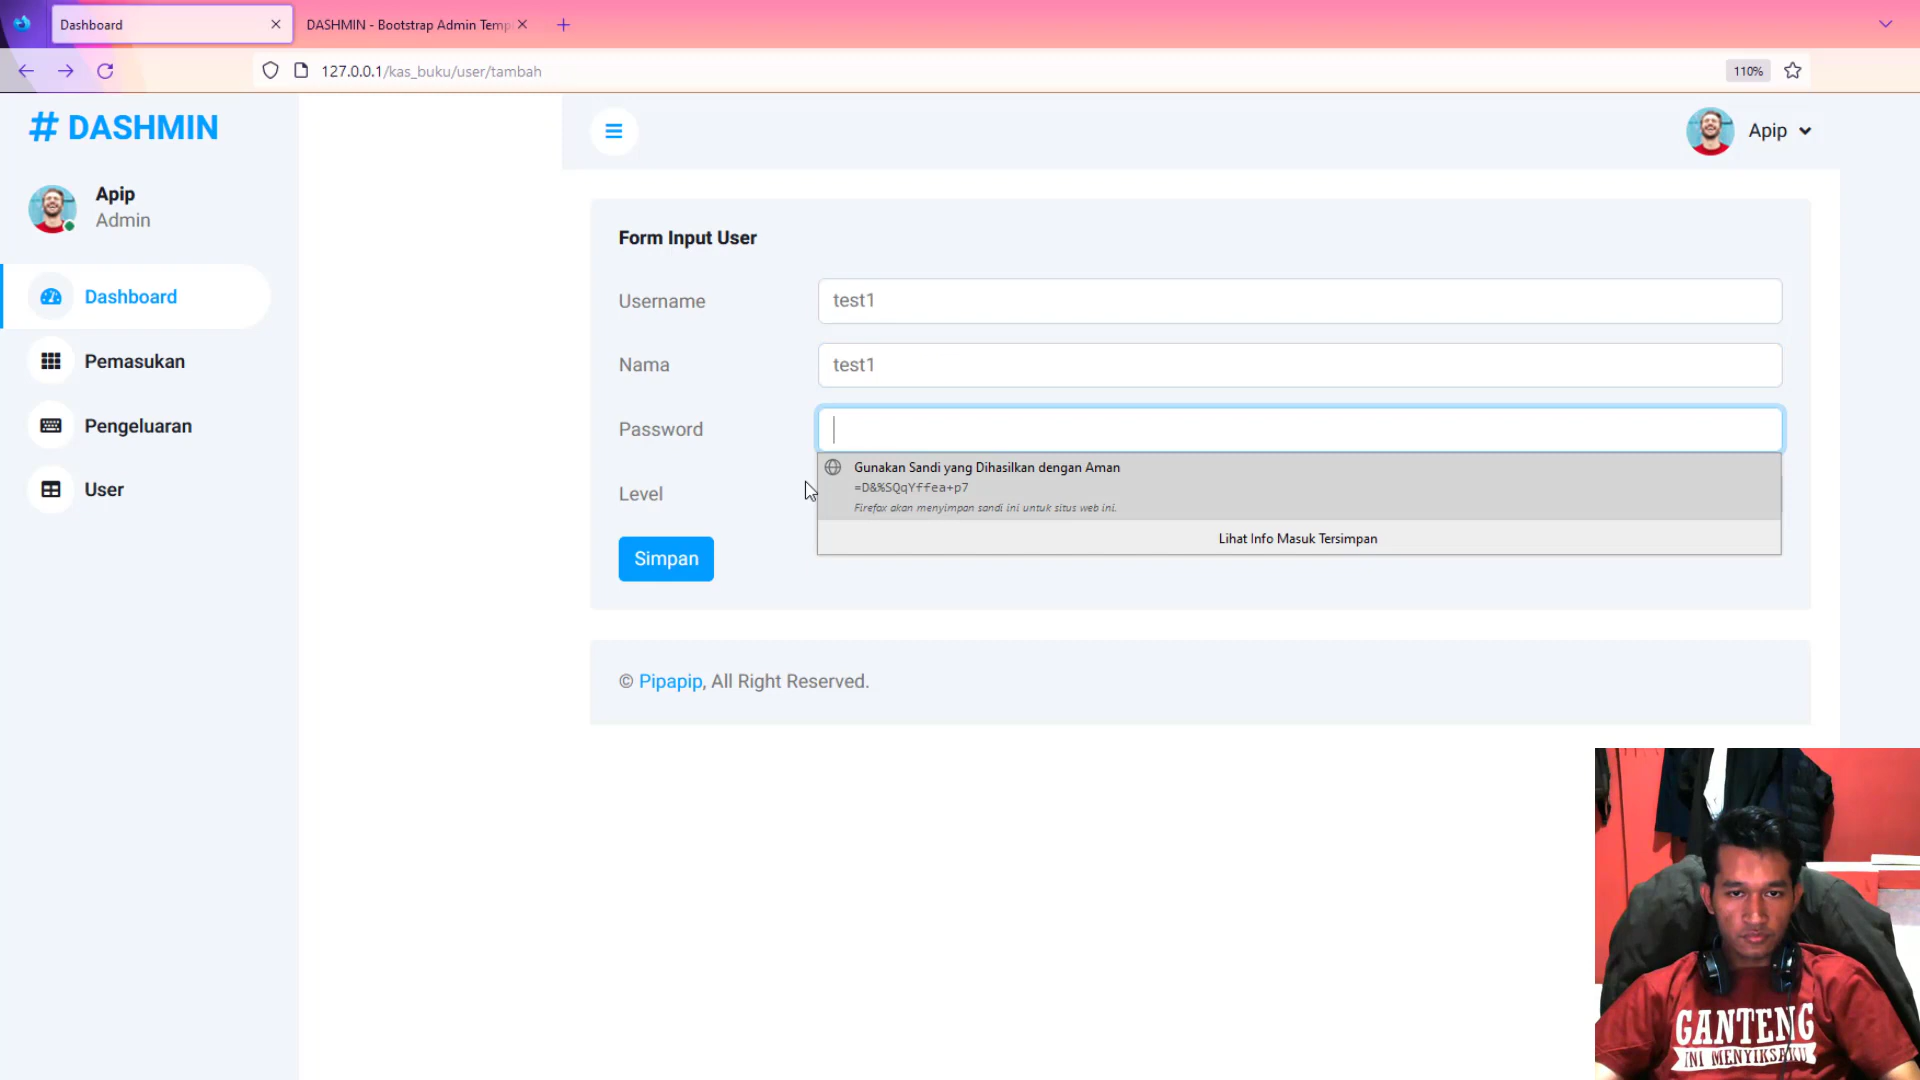 Dashboard
DASHMIN - Bootstrap Admin Temp
127.0.0.1/kas_buku/user/tambah
110%
# DASHMIN
Apip
Apip
Admin
Dashboard
Pemasukan
Pengeluaran
User
Form Input User
Username
test1
Nama
test1
Password
Gunakan Sandi yang Dihasilkan dengan Aman
=D&%SQqYffea+p7
Firefox akan menyimpan sandi ini untuk situs web ini.
Level
Lihat Info Masuk Tersimpan
Simpan
© Pipapip, All Right Reserved.
GANTENG
INI MENYIKSAKU